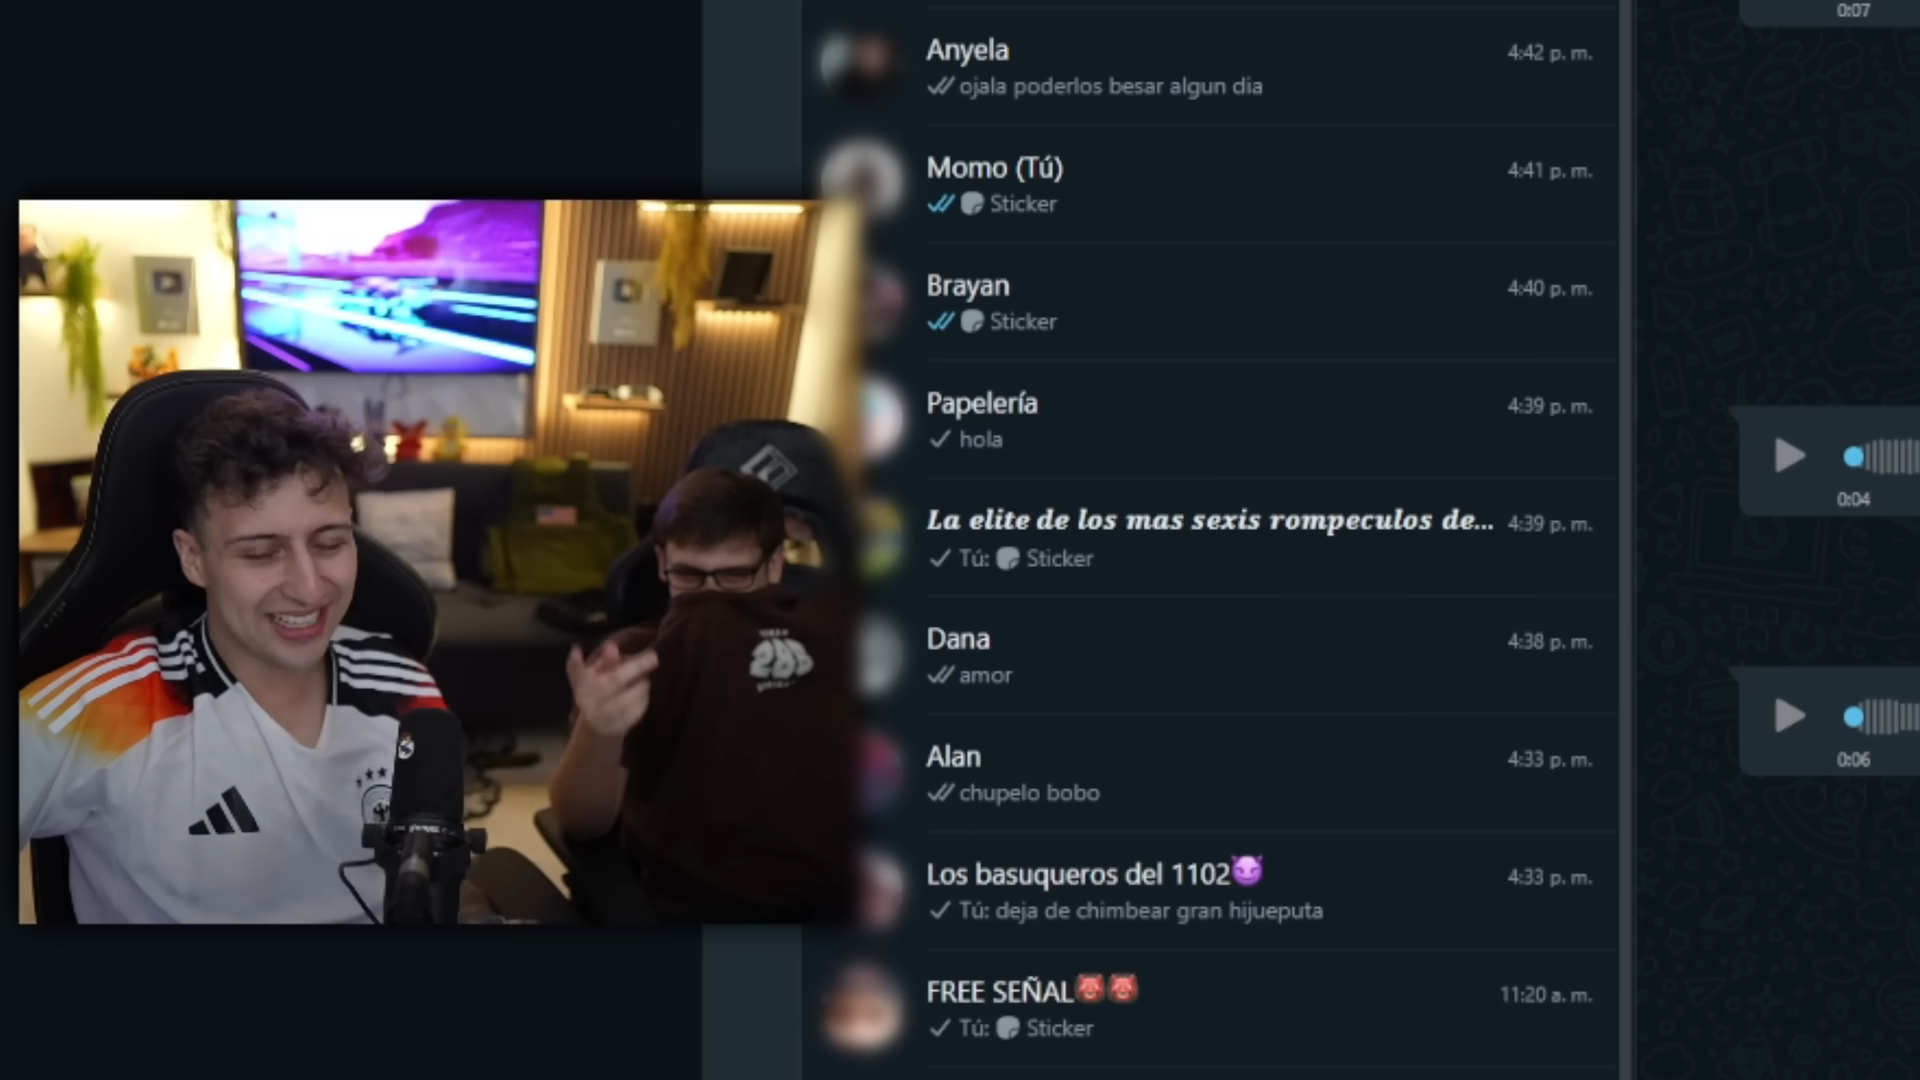 0:07
Anyela
4:42 p. m.
ojala poderlos besar algun dia
Momo (Tú)
4:41 p. m.
Sticker
Brayan
4:40 p. m.
Sticker
Papelería
4:39 p. m.
hola
La elite de los mas sexis rompeculos de...
4:39 p. m.
Tú: Sticker
0:04
Dana
4:38 p. m.
amor
Alan
4:33 p. m.
chupelo bobo
0:06
Los basuqueros del 1102😈
4:33 p. m.
Tú: deja de chimbear gran hijueputa
FREE SEÑAL👹👹
11:20 a. m.
Tú: Sticker